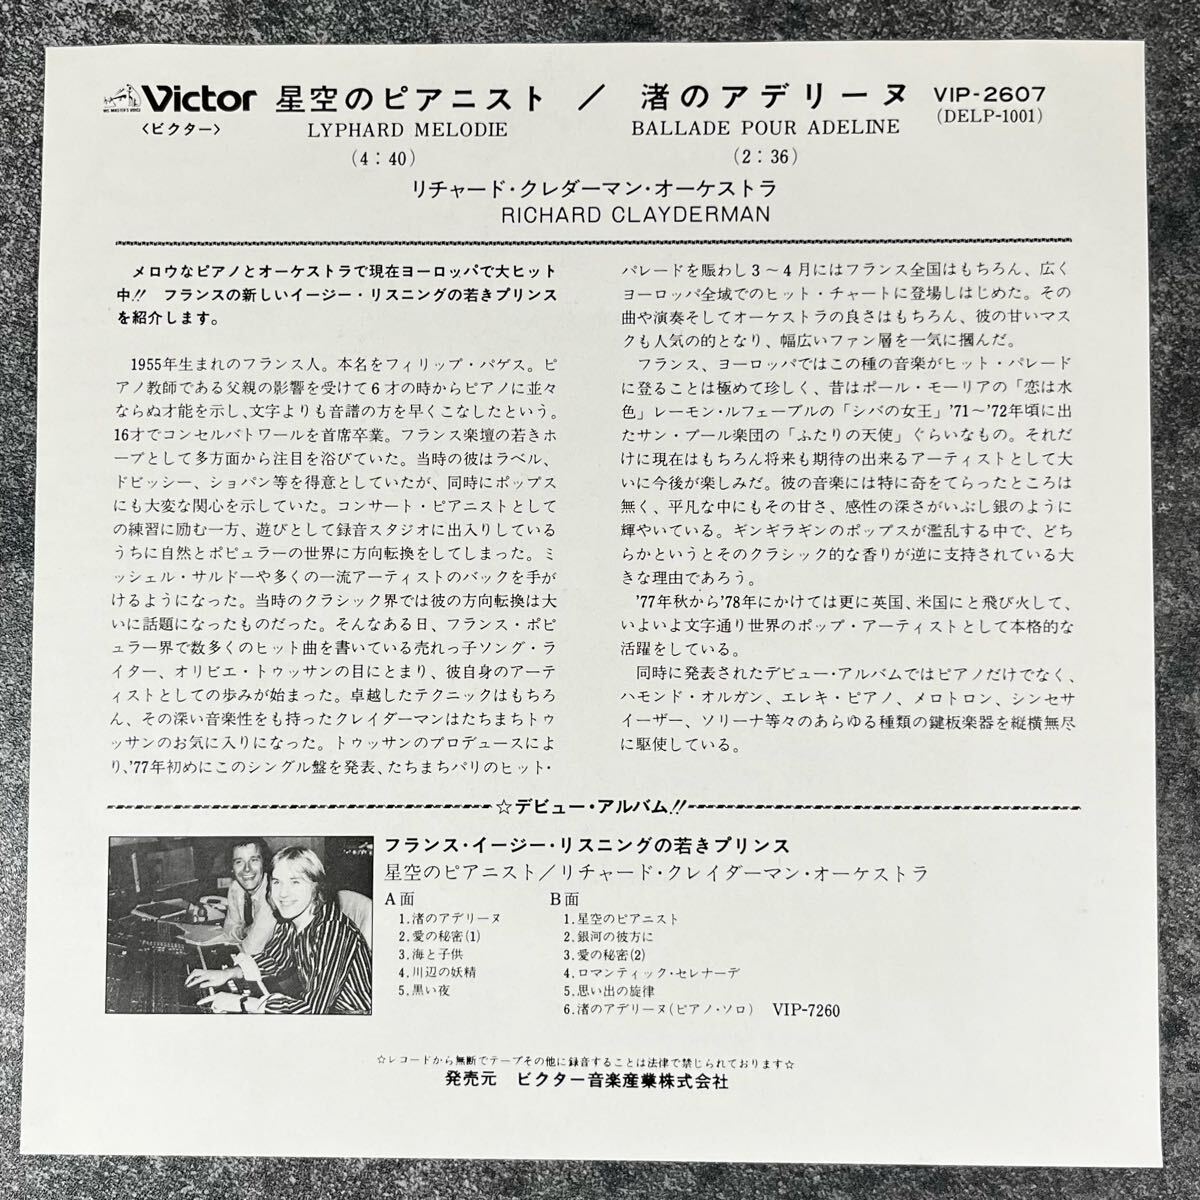 HIS MASTER'S VOICE
Victor
〈ビクター〉
星空のピアニスト / 渚のアデリーヌ VIP-2607
LYPHARD MELODIE BALLADE POUR ADELINE (DELP-1001)
(4:40) (2:36)
リチャード・クレダーマン・オーケストラ
RICHARD CLAYDERMAN
メロウなピアノとオーケストラで現在ヨーロッパで大ヒット
中!! フランスの新しいイージー・リスニングの若きプリンス
を紹介します。
1955年生まれのフランス人。本名をフィリップ・パゲス。ピ
アノ教師である父親の影響を受けて6才の時からピアノに並々
ならぬ才能を示し、文字よりも音譜の方を早くこなしたという。
16才でコンセルバトワールを首席卒業。フランス楽壇の若きホ
ープとして多方面から注目を浴びていた。当時の彼はラベル、
ドビッシー、ショパン等を得意としていたが、同時にポップス
にも大変な関心を示していた。コンサート・ピアニストとして
の練習に励む一方、遊びとして録音スタジオに出入りしている
うちに自然とポピュラーの世界に方向転換をしてしまった。ミ
ッシェル・サルドーや多くの一流アーティストのバックを手が
けるようになった。当時のクラシック界では彼の方向転換は大
いに話題になったものだった。そんなある日、フランス・ポピ
ュラー界で数多くのヒット曲を書いている売れっ子ソング・ラ
イター、オリビエ・トゥッサンの目にとまり、彼自身のアーテ
ィストとしての歩みが始まった。卓越したテクニックはもちろ
ん、その深い音楽性をも持ったクレイダーマンはたちまちトゥ
ッサンのお気に入りになった。トゥッサンのプロデュースによ
り、'77年初めにこのシングル盤を発表、たちまちパリのヒット・
パレードを賑わし3〜4月にはフランス全国はもちろん、広く
ヨーロッパ全域でのヒット・チャートに登場しはじめた。その
曲や演奏そしてオーケストラの良さはもちろん、彼の甘いマス
クも人気の的となり、幅広いファン層を一気に掴んだ。
フランス、ヨーロッパではこの種の音楽がヒット・パレード
に登ることは極めて珍しく、昔はポール・モーリアの「恋は水
色」レーモン・ルフェーブルの「シバの女王」'71〜'72年頃に出
たサン・プール楽団の「ふたりの天使」ぐらいなもの。それだ
けに現在はもちろん将来も期待の出来るアーティストとして大
いに今後が楽しみだ。彼の音楽には特に奇をてらったところは
無く、平凡な中にもその甘さ、感性の深さがいぶし銀のように
輝やいている。ギンギラギンのポップスが濫乱する中で、どち
らかというとそのクラシック的な香りが逆に支持されている大
きな理由であろう。
'77年秋から'78年にかけては更に英国、米国にと飛び火して、
いよいよ文字通り世界のポップ・アーティストとして本格的な
活躍をしている。
同時に発表されたデビュー・アルバムではピアノだけでなく、
ハモンド・オルガン、エレキ・ピアノ、メロトロン、シンセサ
イーザー、ソリーナ等々のあらゆる種類の鍵板楽器を縦横無尽
に駆使している。
☆デビュー・アルバム!!
フランス・イージー・リスニングの若きプリンス
星空のピアニスト/リチャード・クレイダーマン・オーケストラ
A面
1.渚のアデリーヌ
2.愛の秘密(1)
3.海と子供
4.川辺の妖精
5.黒い夜
B面
1.星空のピアニスト
2.銀河の彼方に
3.愛の秘密(2)
4.ロマンティック・セレナーデ
5.思い出の旋律
6.渚のアデリーヌ(ピアノ・ソロ) VIP-7260
☆レコードから無断でテープその他に録音することは法律で禁じられております☆
発売元 ビクター音楽産業株式会社